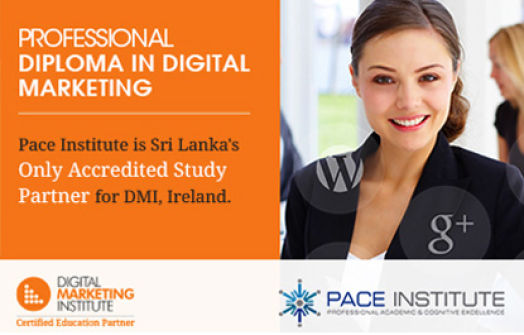 PROFESSIONAL
DIPLOMA IN DIGITAL
MARKETING
Pace Institute is Sri Lanka's
Only Accredited Study
Partner for DMI, Ireland.
g+
DIGITAL
MARKETING
INSTITUTE
Certified Education Partner
PACE INSTITUTE
PROFESSIONAL ACADEMIC & COGNITIVE EXCELLENCE